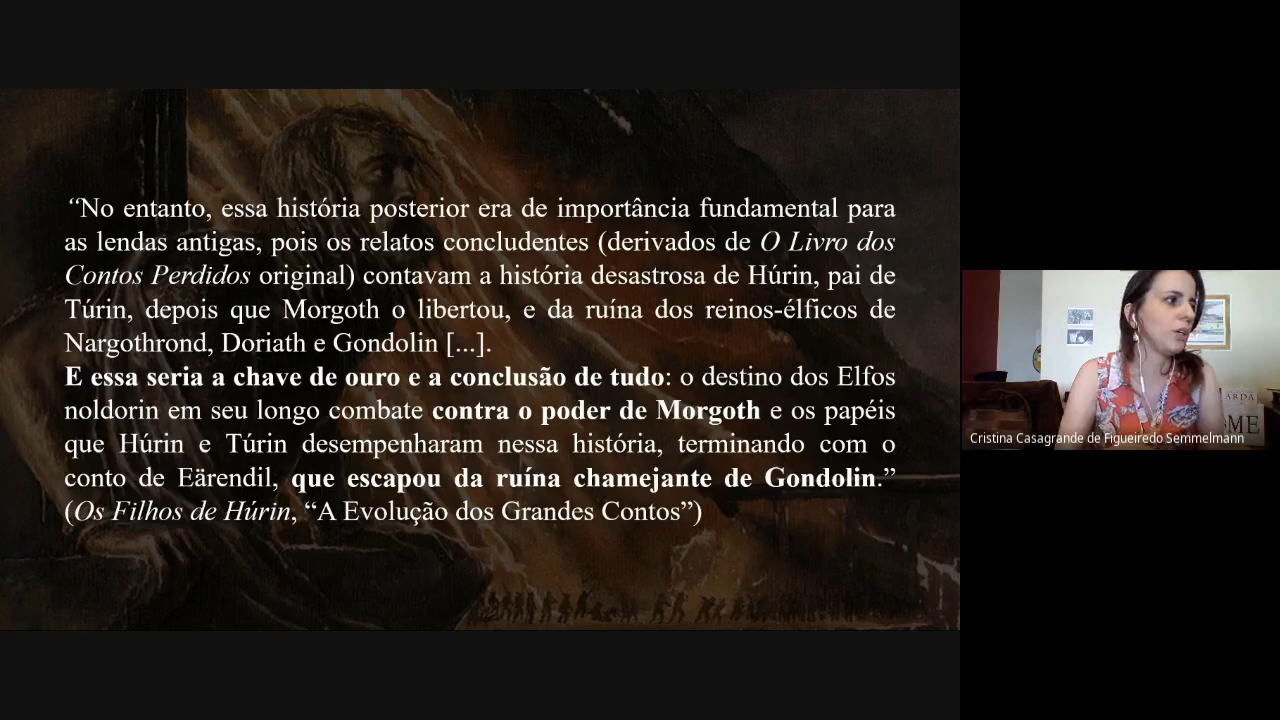 “No entanto, essa história posterior era de importância fundamental para
as lendas antigas, pois os relatos concludentes (derivados de O Livro dos
Contos Perdidos original) contavam a história desastrosa de Húrin, pai de
Túrin, depois que Morgoth o libertou, e da ruína dos reinos-élficos de
Nargothrond, Doriath e Gondolin [...].
E essa seria a chave de ouro e a conclusão de tudo: o destino dos Elfos
noldorin em seu longo combate contra o poder de Morgoth e os papéis
que Húrin e Túrin desempenharam nessa história, terminando com o
conto de Eärendil, que escapou da ruína chamejante de Gondolin.”
(Os Filhos de Húrin, “A Evolução dos Grandes Contos”)
ARDA
ME
Cristina Casagrande de Figueiredo Semmelmann